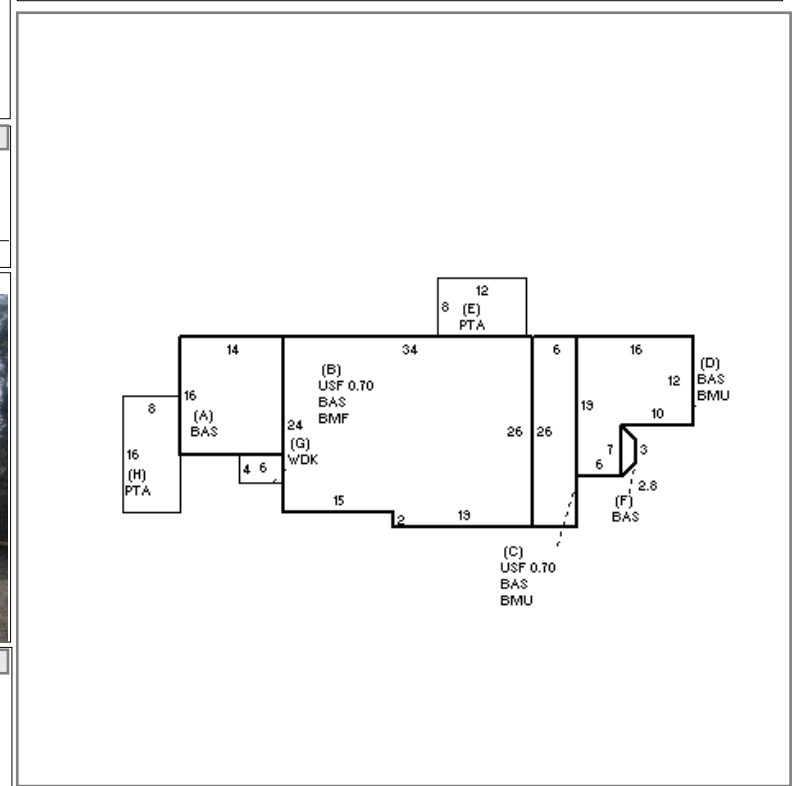 12
8 (E)
PTA
14
34
6
16
(B)
USF 0.70
BAS
BMF
(D)
BAS
BMU
12
16
(A)
BAS
8
19
10
24
(G)
WDK
26
26
16
(H)
PTA
4 6
7
6
3
2.8
(F)
BAS
15
2
19
(C)
USF 0.70
BAS
BMU